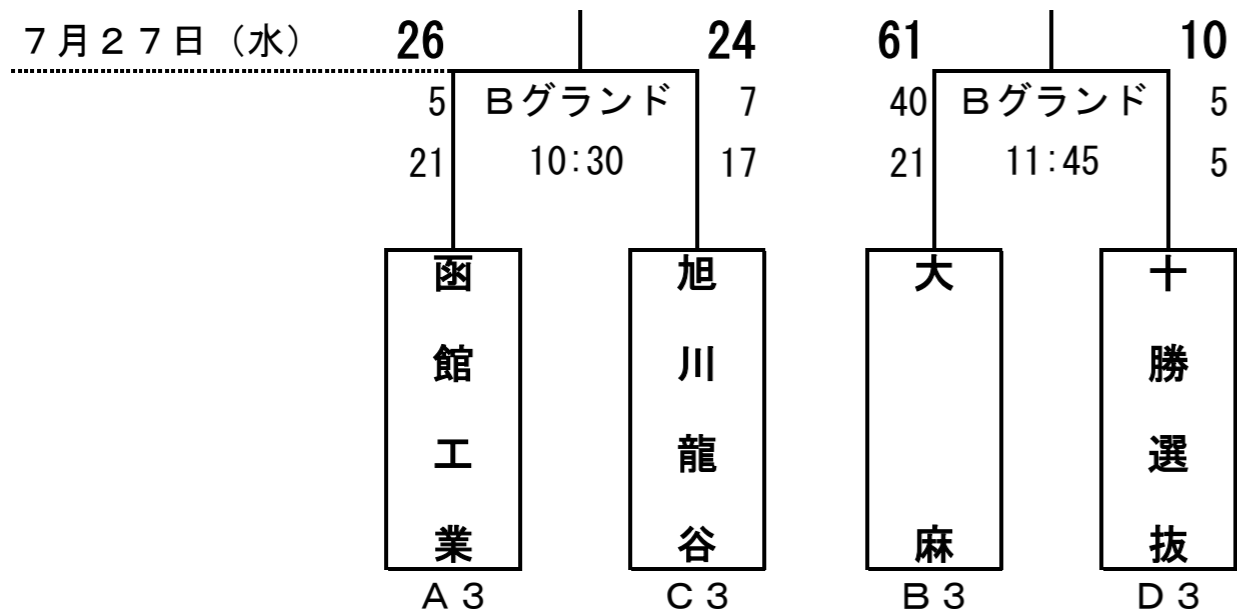 ７月２７日（水） 26 24 61 10
5 Ｂグランド 7 40 Ｂグランド 5
21 10:30 17 21 11:45 5
函館工業
旭川龍谷
大麻
十勝選抜
Ａ３ Ｃ３ Ｂ３ Ｄ３